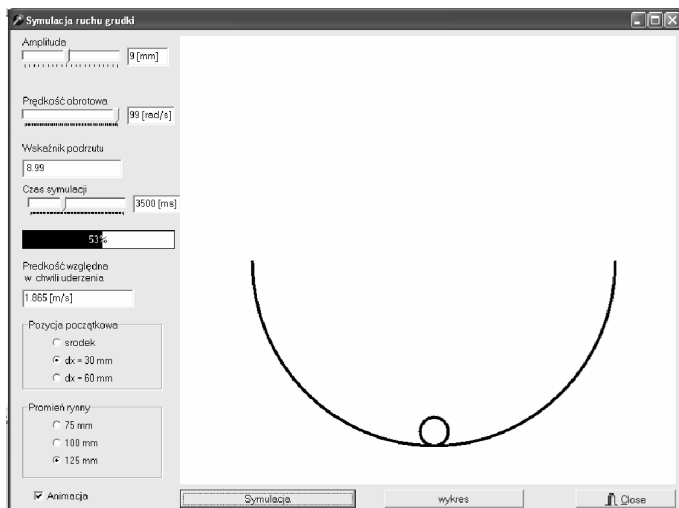 Symulacja ruchu grudki
Amplituda
9 [mm]
Prędkość obrotowa
99 [rad/s]
Wskaźnik podrzutu
8.99
Czas symulacji
3500 [ms]
53%
Predkość względna
w chwili uderzenia
1.865 [m/s]
Pozycja początkowa
srodek
dx = 30 mm
dx = 60 mm
Promień rynny
75 mm
100 mm
125 mm
Animacja
Symulacja
wykres
Close